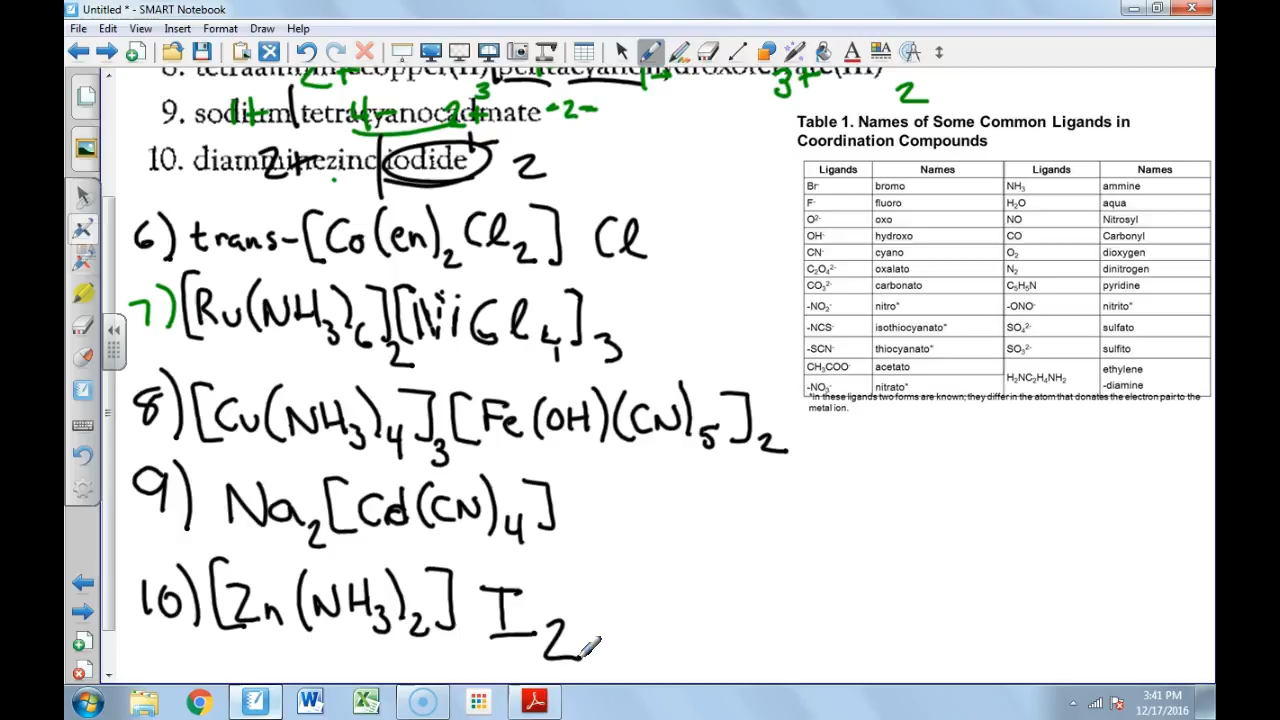 Untitled * - SMART Notebook
File Edit View Insert Format Draw Help
9. sodium tetracyanocadmate -2-
1+ 4- 2+
10. diamminezinc iodide 2
2+
6) trans-[Co(en)2Cl2] Cl
7) [Ru(NH3)6]2[NiCl4]3
8) [Cu(NH3)4]3[Fe(OH)(CN)5]2
9) Na2[Cd(CN)4]
10) [Zn(NH3)2] I2
Table 1. Names of Some Common Ligands in
Coordination Compounds
Ligands Names Ligands Names
Br- bromo NH3 ammine
F- fluoro H2O aqua
O2- oxo NO Nitrosyl
OH- hydroxo CO Carbonyl
CN- cyano O2 dioxygen
C2O42- oxalato N2 dinitrogen
CO32- carbonato C5H5N pyridine
-NO2- nitro* -ONO- nitrito*
-NCS- isothiocyanato* SO42- sulfato
-SCN- thiocyanato* SO32- sulfito
CH3COO- acetato H2NC2H4NH2 ethylene
-NO3- nitrato* -diamine
*In these ligands two forms are known; they differ in the atom that donates the electron pair to the
metal ion.
3:41 PM
12/17/2016